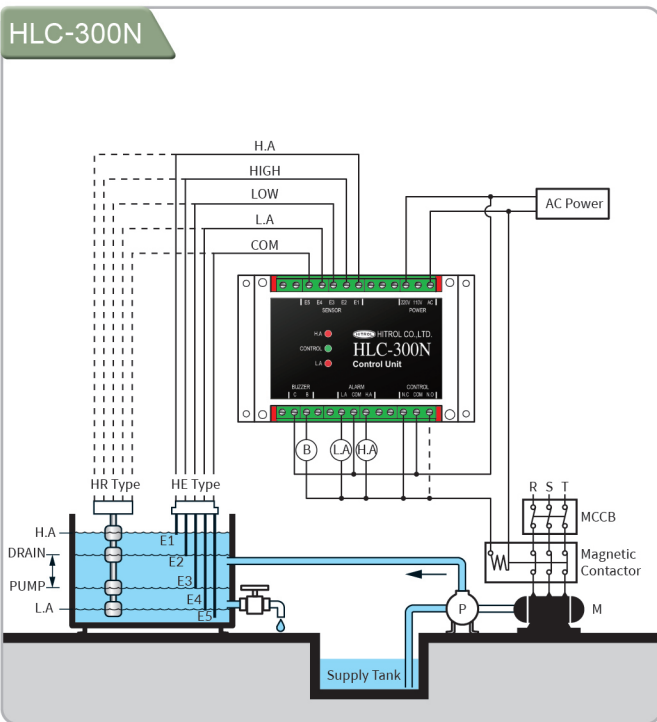 HLC-300N
H.A
HIGH
LOW
L.A
COM
AC Power
E5 E4 E3 E2 E1
SENSOR
220V 110V AC
POWER
H.A
CONTROL
L.A
HITROL HITROL CO.,LTD.
HLC-300N
Control Unit
BUZZER
C B
ALARM
L.A COM H.A
CONTROL
N.C COM N.O
B
L.A
H.A
HR Type
HE Type
R S T
MCCB
Magnetic
Contactor
H.A
DRAIN
PUMP
L.A
E1
E2
E3
E4
E5
P
M
Supply Tank